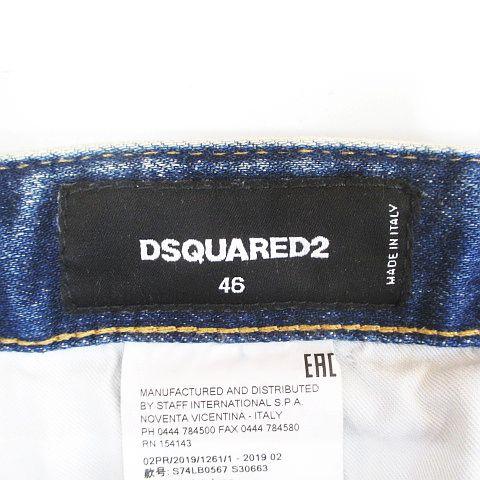 DSQUARED2
46
MADE IN ITALY
EAC
MANUFACTURED AND DISTRIBUTED
BY STAFF INTERNATIONAL S.P.A.
NOVENTA VICENTINA - ITALY
PH 0444 784500 FAX 0444 784580
RN 154143
02PR/2019/1261/1 - 2019 02
款号: S74LB0567 S30663